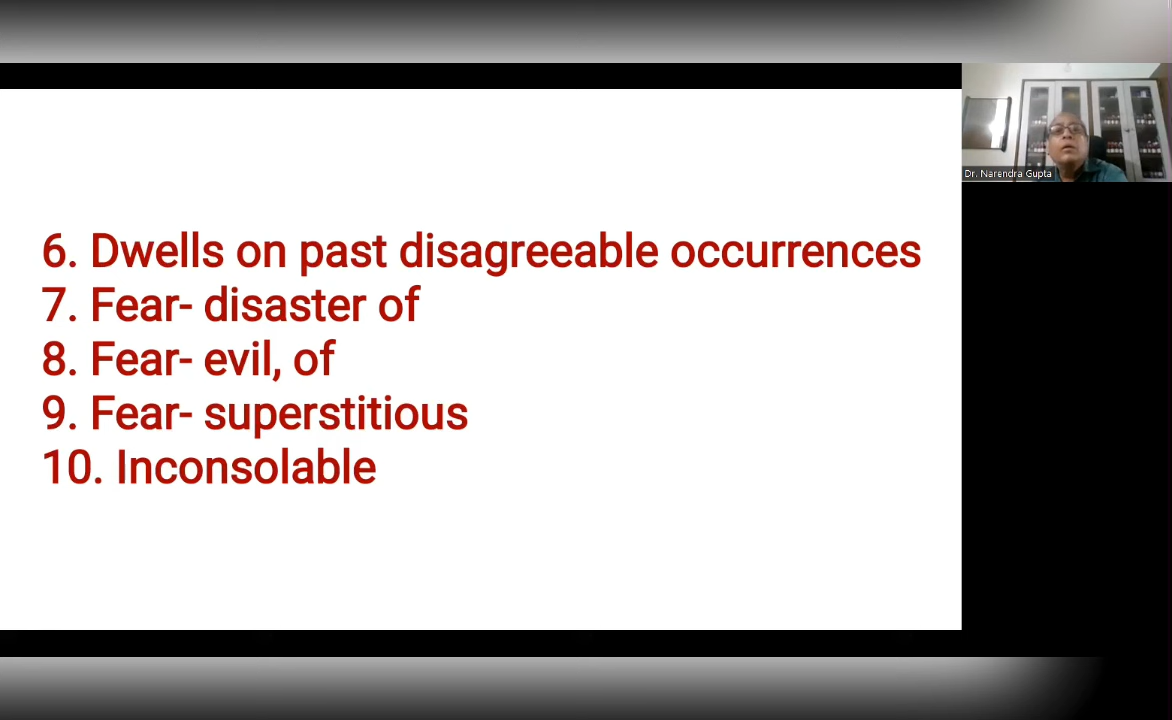 6. Dwells on past disagreeable occurrences
7. Fear- disaster of
8. Fear- evil, of
9. Fear- superstitious
10. Inconsolable
Dr. Narendra Gupta